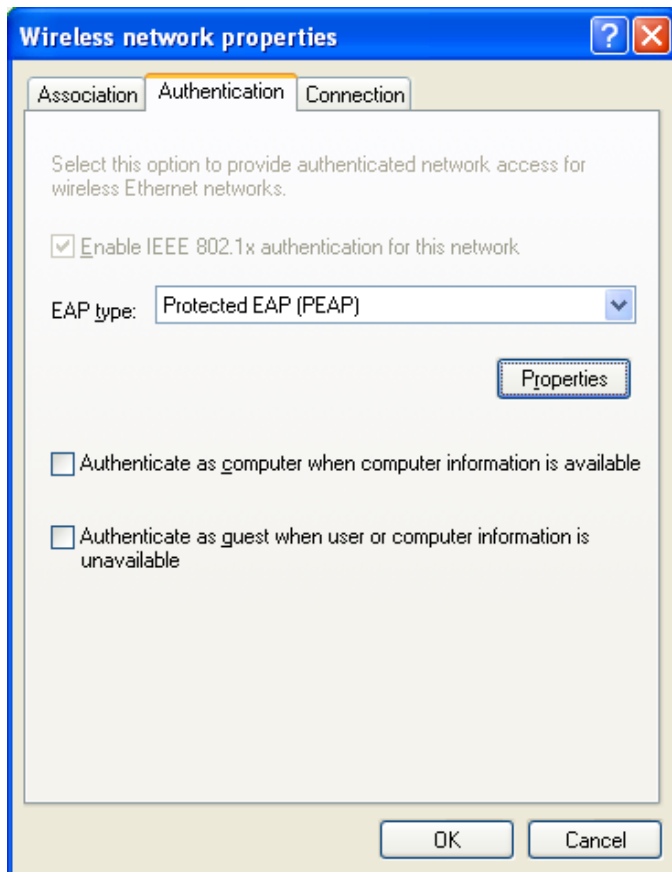 Wireless network properties
Association Authentication Connection
Select this option to provide authenticated network access for
wireless Ethernet networks.
Enable IEEE 802.1x authentication for this network
EAP type: Protected EAP (PEAP)
Properties
Authenticate as computer when computer information is available
Authenticate as guest when user or computer information is
unavailable
OK Cancel